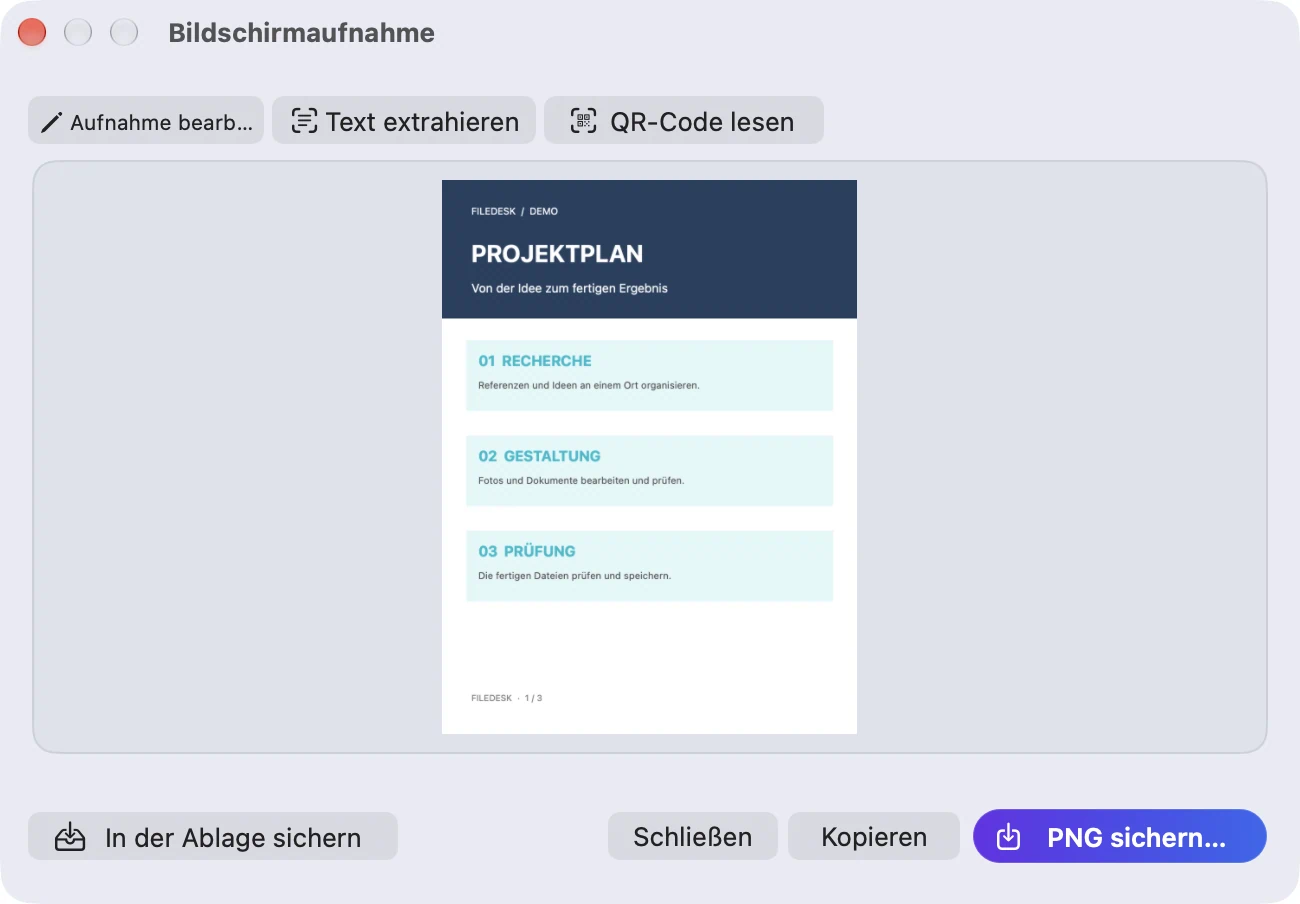 Bildschirmaufnahme
Aufnahme bearb...
Text extrahieren
QR-Code lesen
FILEDESK / DEMO
PROJEKTPLAN
Von der Idee zum fertigen Ergebnis
01 RECHERCHE
Referenzen und Ideen an einem Ort organisieren.
02 GESTALTUNG
Fotos und Dokumente bearbeiten und prüfen.
03 PRÜFUNG
Die fertigen Dateien prüfen und speichern.
FILEDESK · 1 / 3
In der Ablage sichern
Schließen
Kopieren
PNG sichern...